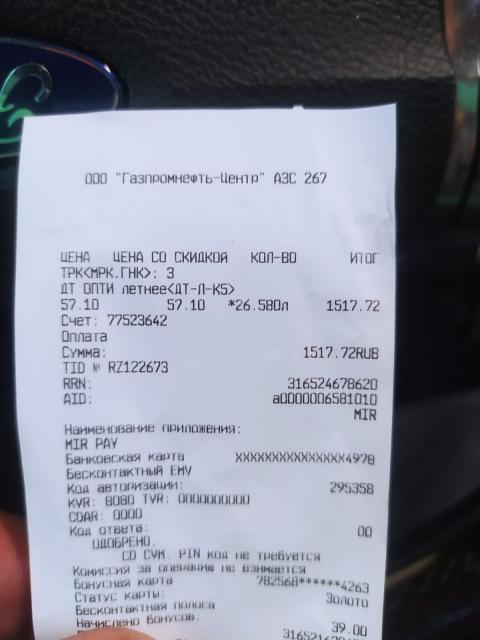 ООО "Газпромнефть-Центр" АЗС 267
ЦЕНА ЦЕНА СО СКИДКОЙ КОЛ-ВО ИТОГ
ТРК<МРК.ГНК>: 3
ДТ ОПТИ летнее<ДТ-Л-К5>
57.10 57.10 *26.580л 1517.72
Счет: 77523642
Оплата
Сумма: 1517.72RUB
TID № RZ122673
RRN: 316524678620
AID: a0000006581010
MIR
Наименование приложения:
MIR PAY
Банковская карта XXXXXXXXXXXXXXX4978
Бесконтактный EMV
Код авторизации: 295358
KVR: 8080 TVR: 0000000000
CDAR: 0000
Код ответа: 00
ОДОБРЕНО.
CD CVM. PIN код не требуется
Комиссия за операцию не взимается
Бонусная карта 782568******4263
Статус карты: Золото
Бесконтактная полоса
Начислено бонусов: 39.00